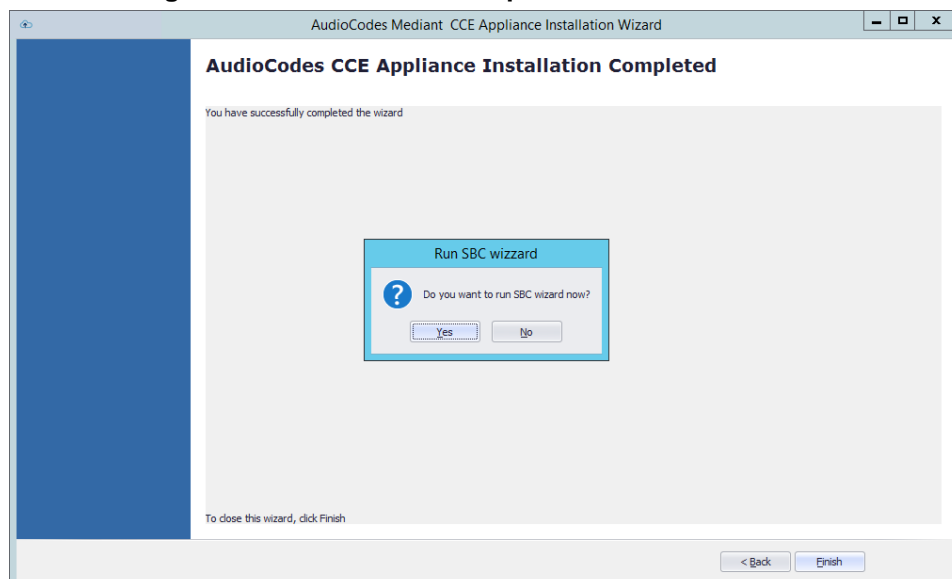 AudioCodes Mediant CCE Appliance Installation Wizard
AudioCodes CCE Appliance Installation Completed
You have successfully completed the wizard
Run SBC wizzard
Do you want to run SBC wizard now?
Yes No
To close this wizard, click Finish
< Back Finish